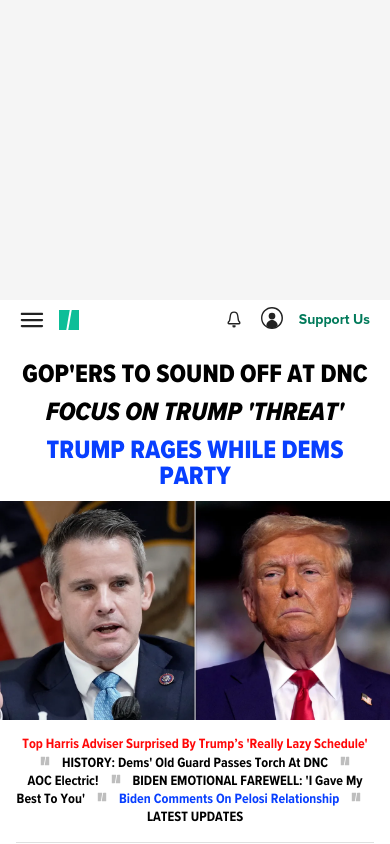 Support Us
GOP'ERS TO SOUND OFF AT DNC
FOCUS ON TRUMP 'THREAT'
TRUMP RAGES WHILE DEMS
PARTY
Top Harris Adviser Surprised By Trump's 'Really Lazy Schedule'
HISTORY: Dems' Old Guard Passes Torch At DNC
AOC Electric! BIDEN EMOTIONAL FAREWELL: 'I Gave My
Best To You' Biden Comments On Pelosi Relationship
LATEST UPDATES